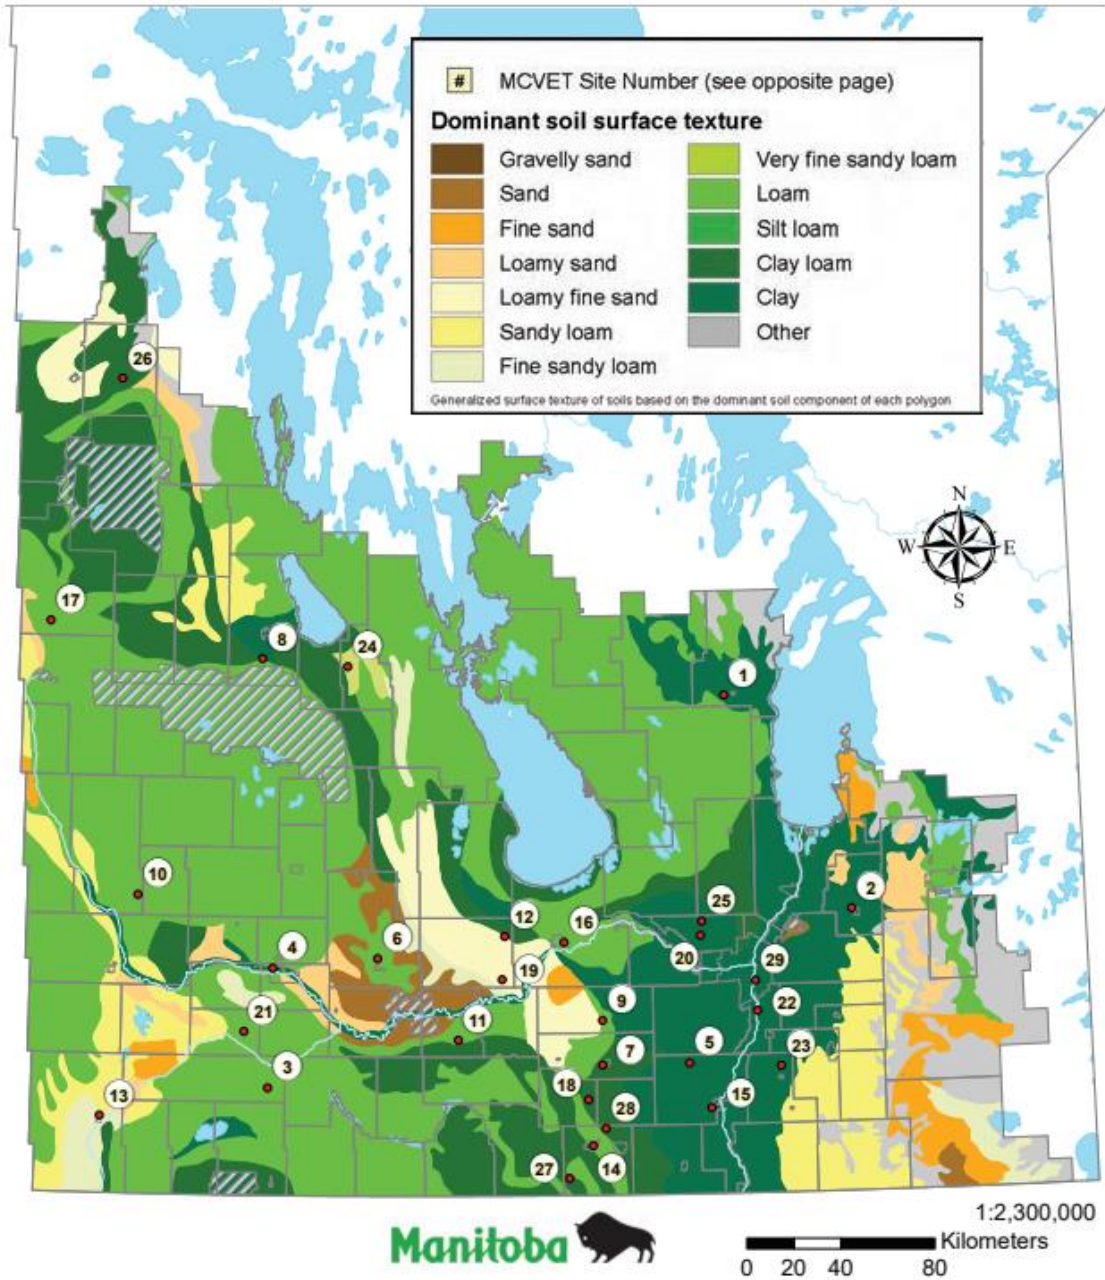 # MCVET Site Number (see opposite page)
Dominant soil surface texture
Gravelly sand
Sand
Fine sand
Loamy sand
Loamy fine sand
Sandy loam
Fine sandy loam
Very fine sandy loam
Loam
Silt loam
Clay loam
Clay
Other
Generalized surface texture of soils based on the dominant soil component of each polygon
N
W E
S
26
17
8
24
1
10
2
25
12
16
6
4
20
29
19
22
9
21
11
5
23
7
3
18
13
15
28
14
27
Manitoba
1:2,300,000
Kilometers
0 20 40 80